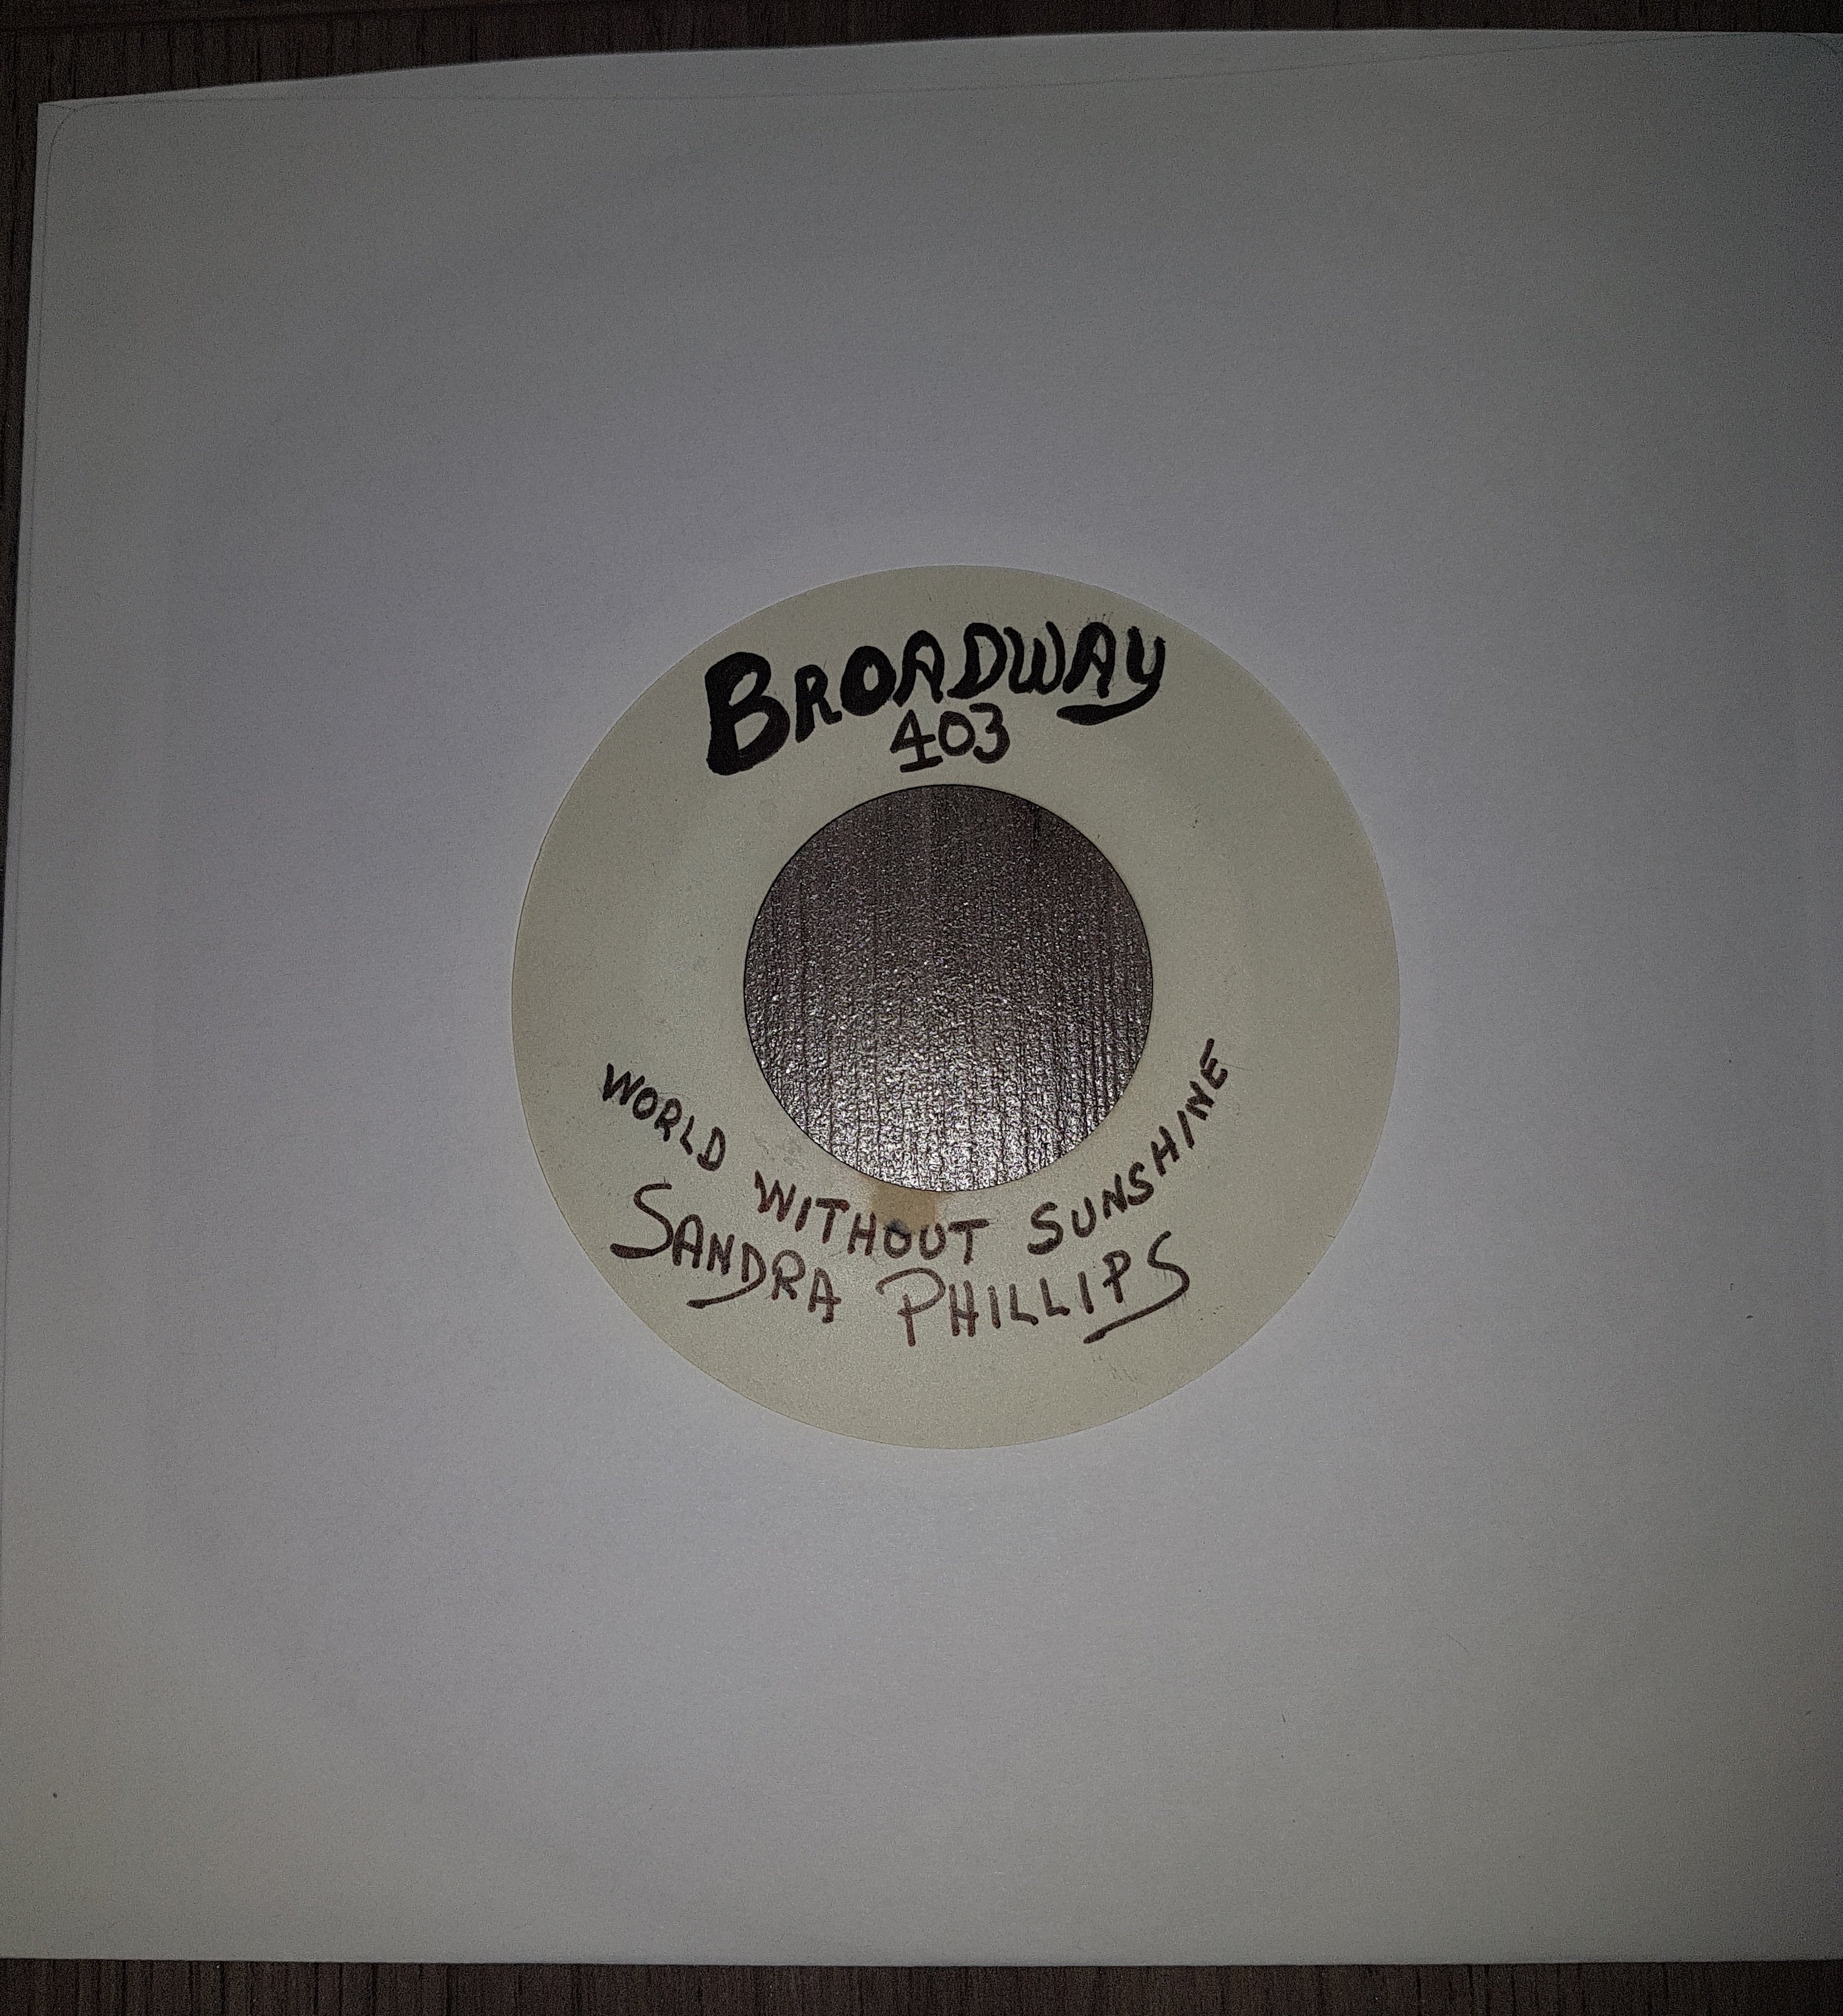 BROADWAY
403
WORLD WITHOUT SUNSHINE
SANDRA PHILLIPS